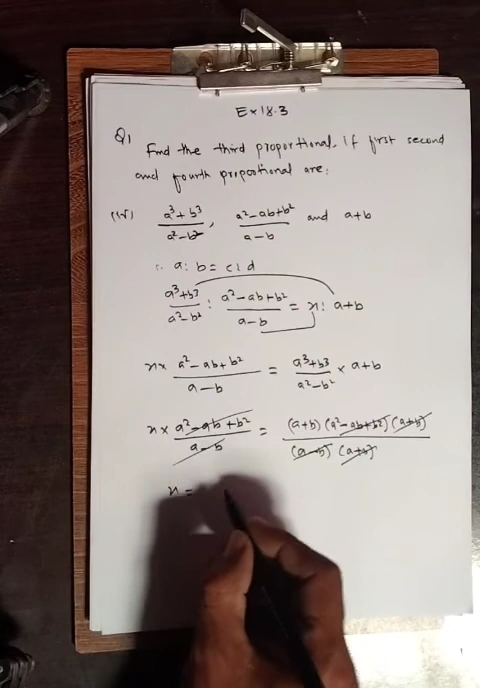 Ex 18.3
Q1
Find the third proportional. If first second
and fourth propotional are:
(iv) a³+b³/a²-b², a²-ab+b²/a-b and a+b
∴ a : b = c : d
a³+b³/a²-b² : a²-ab+b²/a-b = x : a+b
x × a²-ab+b²/a-b = a³+b³/a²-b² × a+b
x × a²-ab+b²/a-b = (a+b) (a²-ab+b²) (a+b)/(a-b) (a+b)
x =